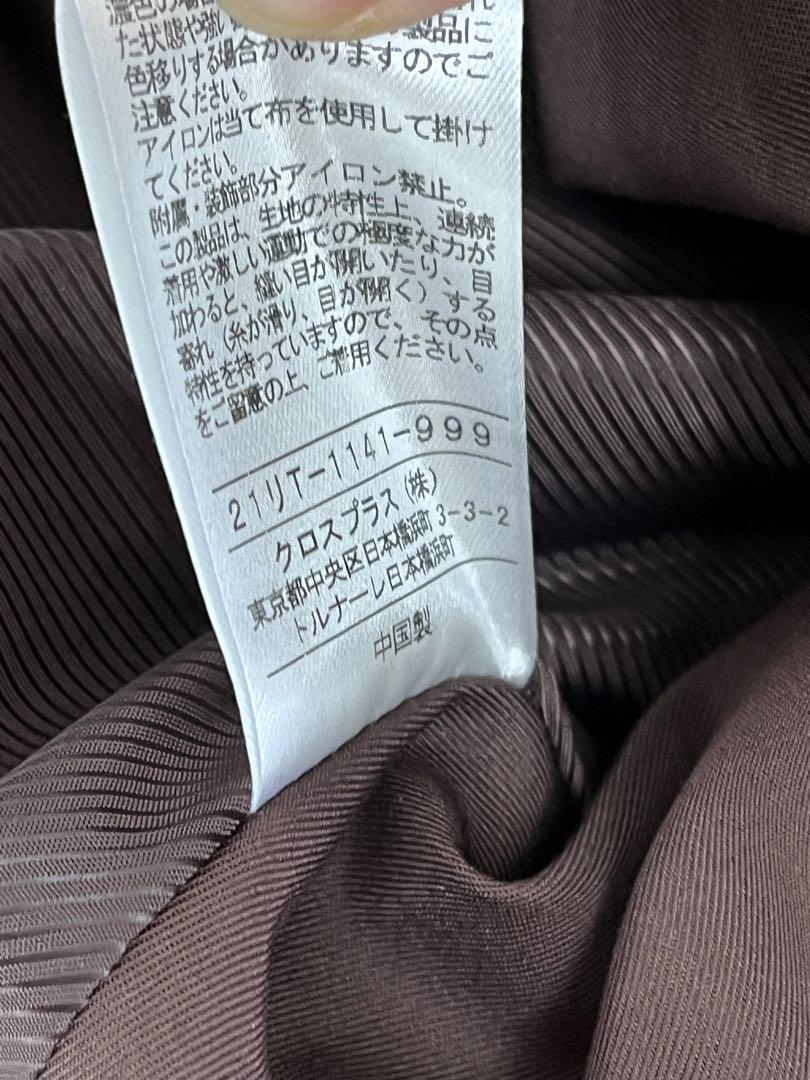 濃色の場合
た状態や強い 製品に
色移りする場合がありますのでご
注意ください。
アイロンは当て布を使用して掛け
てください。
附属・装飾部分アイロン禁止。
この製品は、生地の特性上、連続
着用や激しい運動での極度な力が
加わると、縫い目が開いたり、目
寄れ（糸が滑り、目が開く）する
特性を持っていますので、その点
をご留意の上、ご着用ください。
21リT-1141-999
クロスプラス(株)
東京都中央区日本橋浜町3-3-2
トルナーレ日本橋浜町
中国製